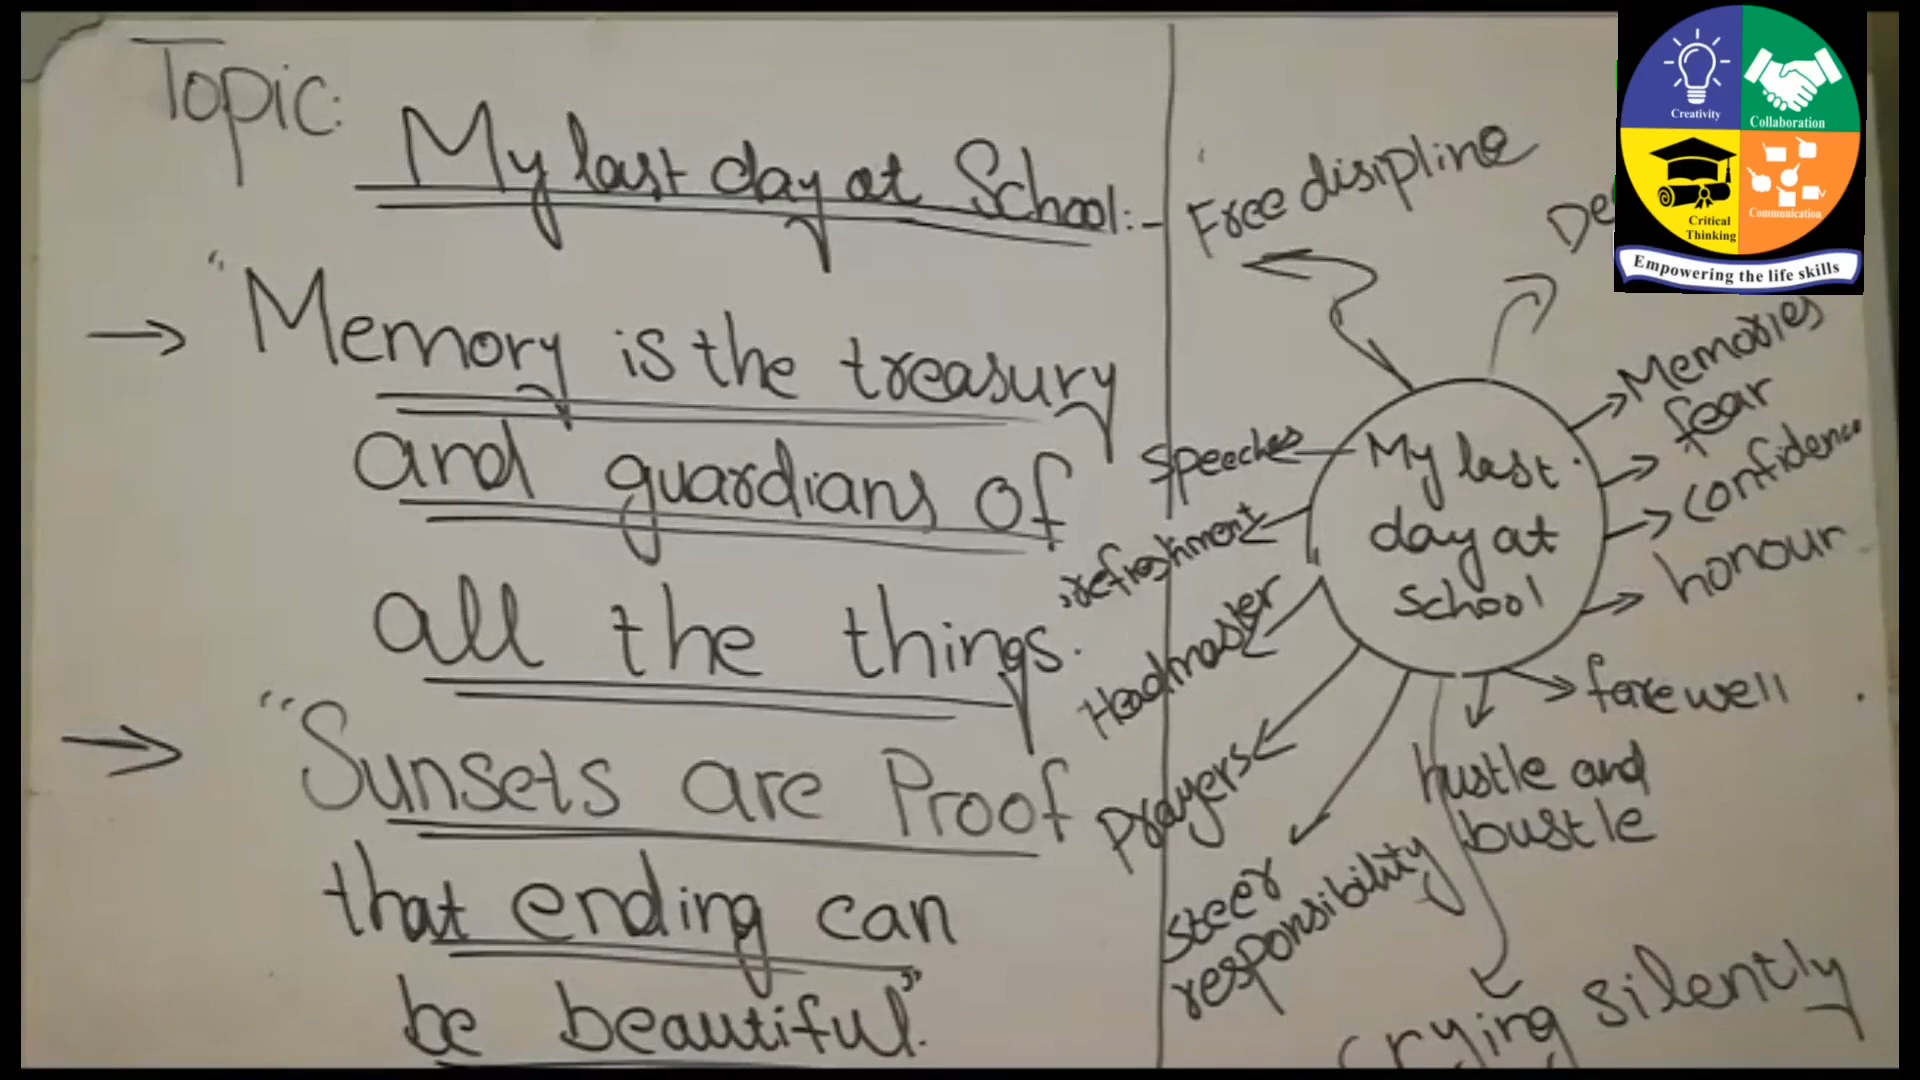 Topic:
My last day at School:-
→ "Memory is the treasury
and guardians of
all the things.
→ "Sunsets are Proof
that ending can
be beautiful."
Free disipline
De
Memories
fear
confidence
honour
farewell
hustle and
bustle
crying silently
steer
responsibility
Prayers
Headmaster
refreshment
Speeches
My last
day at
School
Creativity
Collaboration
Critical
Thinking
Communication
Empowering the life skills